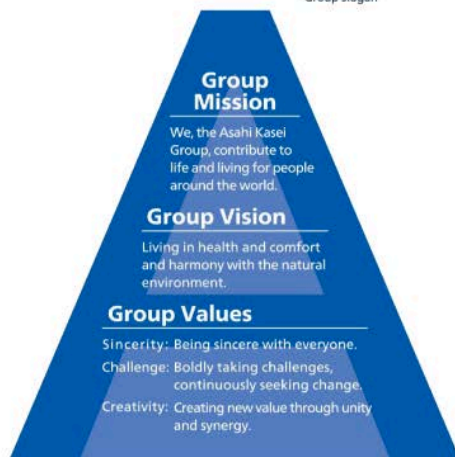 Group slogan
Group
Mission
We, the Asahi Kasei
Group, contribute to
life and living for people
around the world.
Group Vision
Living in health and comfort
and harmony with the natural
environment.
Group Values
Sincerity: Being sincere with everyone.
Challenge: Boldly taking challenges,
continuously seeking change.
Creativity: Creating new value through unity
and synergy.